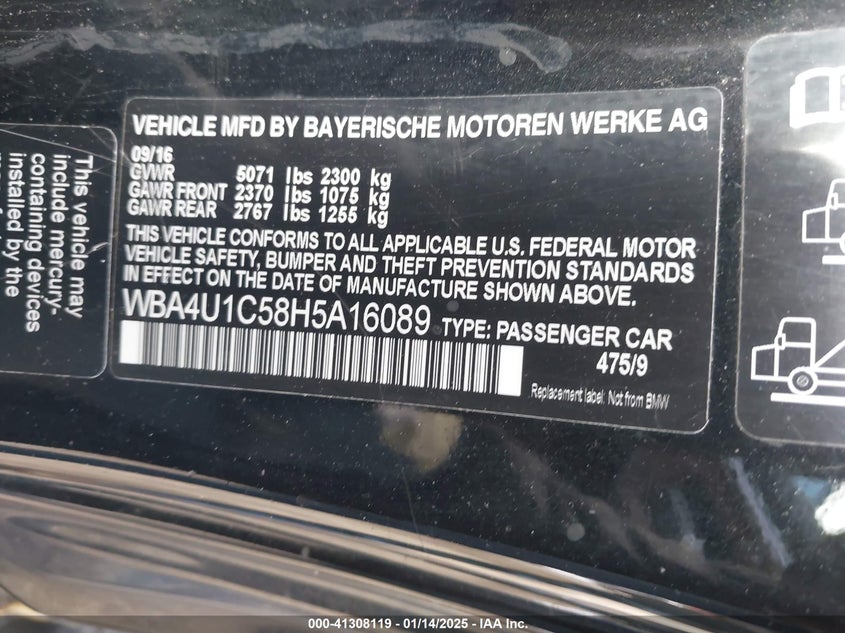 This vehicle may
include mercury-
containing devices
installed by the
VEHICLE MFD BY BAYERISCHE MOTOREN WERKE AG
09/16
GVWR 5071 lbs 2300 kg
GAWR FRONT 2370 lbs 1075 kg
GAWR REAR 2767 lbs 1255 kg
THIS VEHICLE CONFORMS TO ALL APPLICABLE U.S. FEDERAL MOTOR
VEHICLE SAFETY, BUMPER AND THEFT PREVENTION STANDARDS
IN EFFECT ON THE DATE OF MANUFACTURE SHOWN ABOVE.
WBA4U1C58H5A16089 TYPE: PASSENGER CAR
475/9
Replacement label: Not from BMW
000-41308119 - 01/14/2025 - IAA Inc.